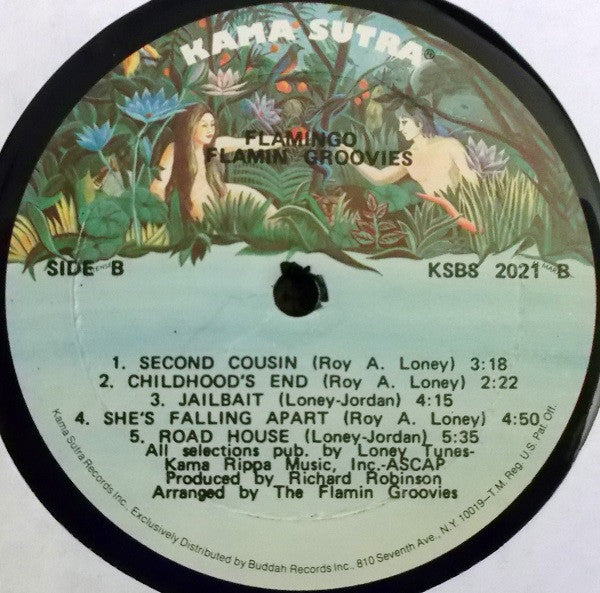 KAMA SUTRA®
FLAMINGO
FLAMIN GROOVIES
SIDE B
KSBS 2021 B
1. SECOND COUSIN (Roy A. Loney) 3:18
2. CHILDHOOD'S END (Roy A. Loney) 2:22
3. JAILBAIT (Loney-Jordan) 4:15
4. SHE'S FALLING APART (Roy A. Loney) 4:50
5. ROAD HOUSE (Loney-Jordan) 5:35
All selections pub. by Loney Tunes-
Kama Rippa Music, Inc.-ASCAP
Produced by Richard Robinson
Arranged by The Flamin Groovies
Kama Sutra Records Inc. Exclusively Distributed by Buddah Records Inc., 810 Seventh Ave., N.Y. 10019—T.M. Reg. U.S. Pat. Off.